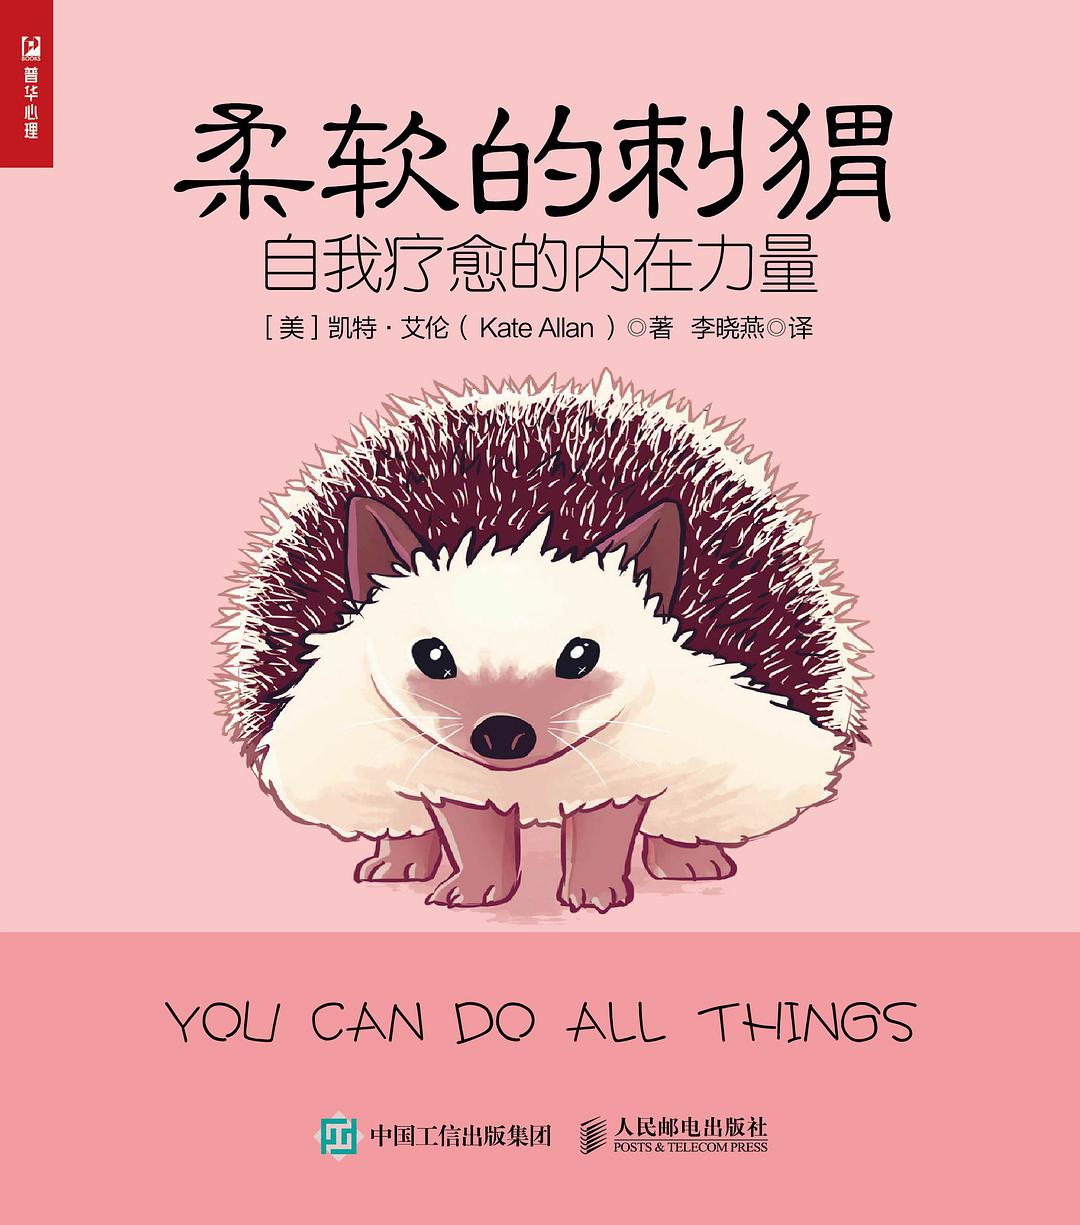 BOOKS
普华心理
柔软的刺猬
自我疗愈的内在力量
[美]凯特·艾伦(Kate Allan)◎著 李晓燕◎译
YOU CAN DO ALL THINGS
中国工信出版集团
人民邮电出版社
POSTS & TELECOM PRESS